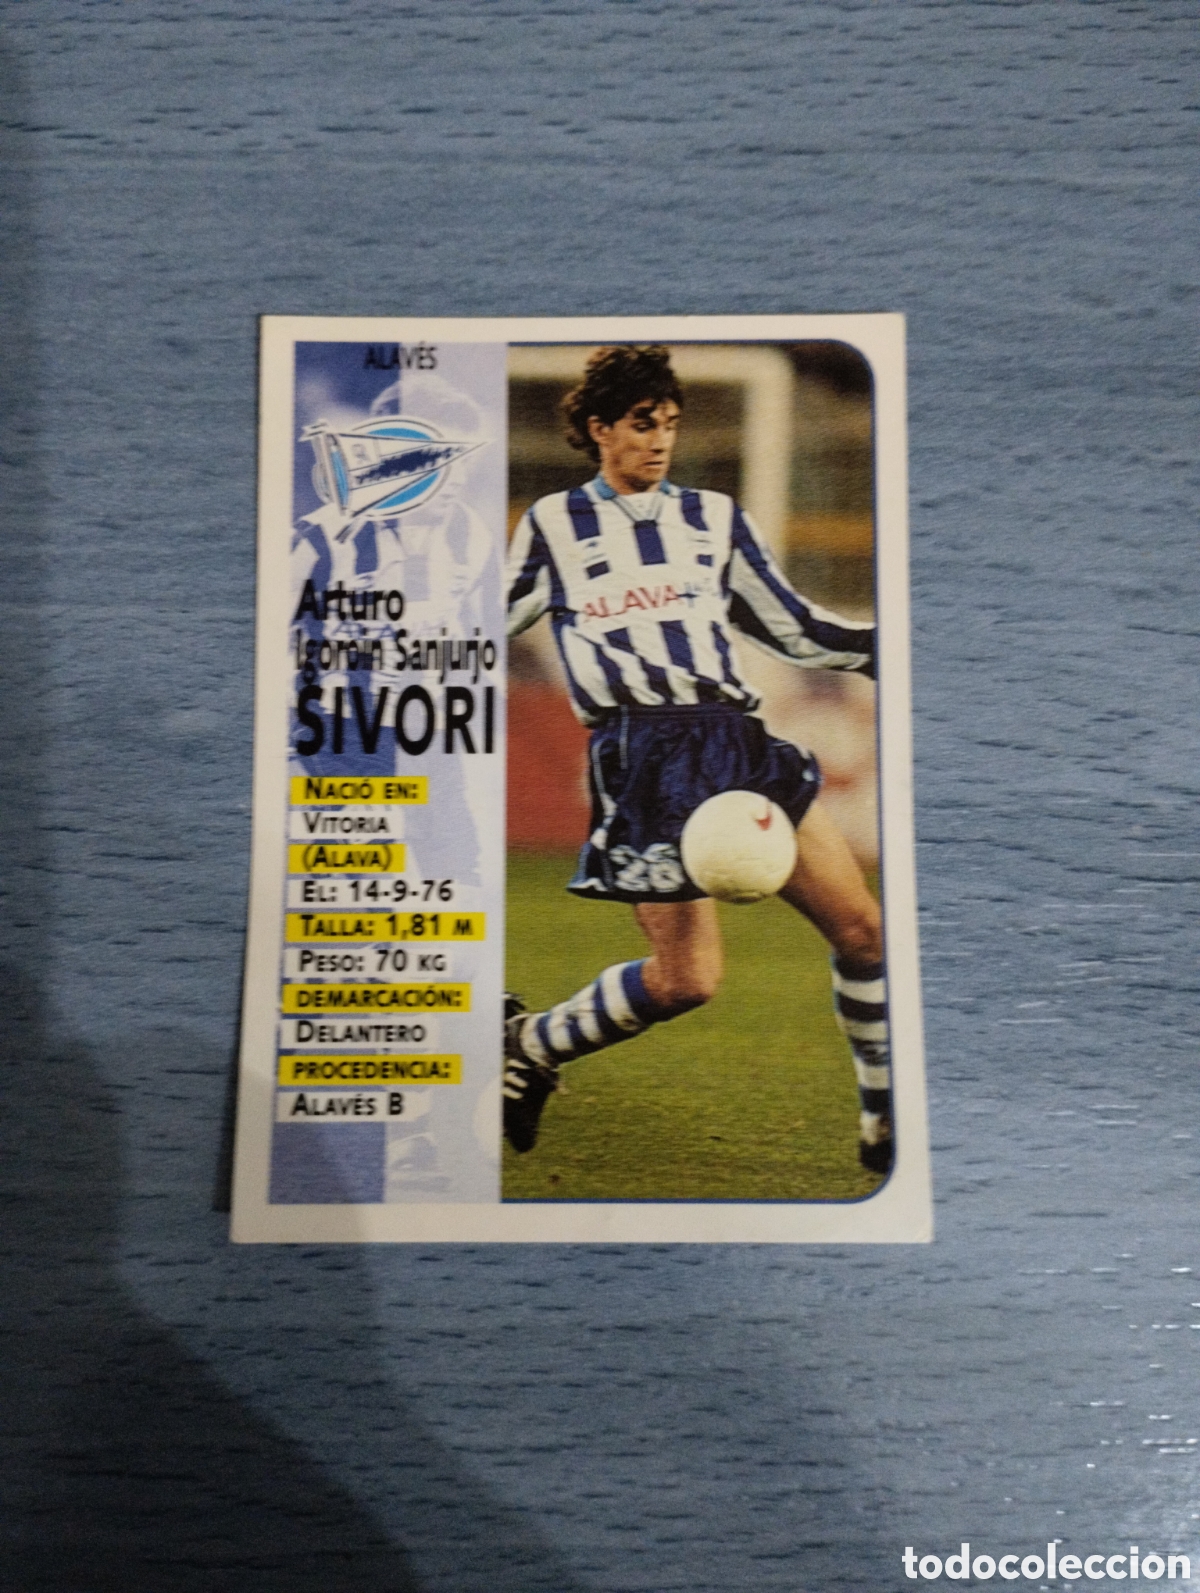 ALAVÉS
Arturo
Igoroin Sanjurjo
SIVORI
NACIÓ EN:
VITORIA
(ALAVA)
EL: 14-9-76
TALLA: 1,81 M
PESO: 70 KG
DEMARCACIÓN:
DELANTERO
PROCEDENCIA:
ALAVÉS B
ALAVA
26
todocoleccion